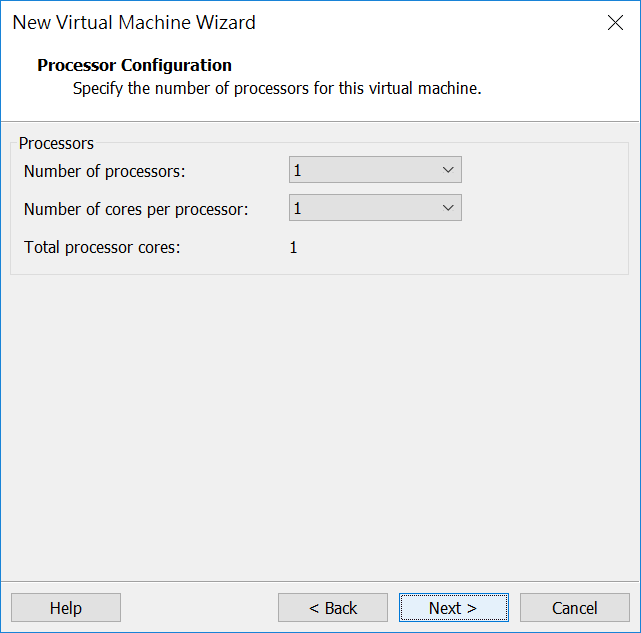 New Virtual Machine Wizard
Processor Configuration
Specify the number of processors for this virtual machine.
Processors
Number of processors: 1
Number of cores per processor: 1
Total processor cores: 1
Help < Back Next > Cancel